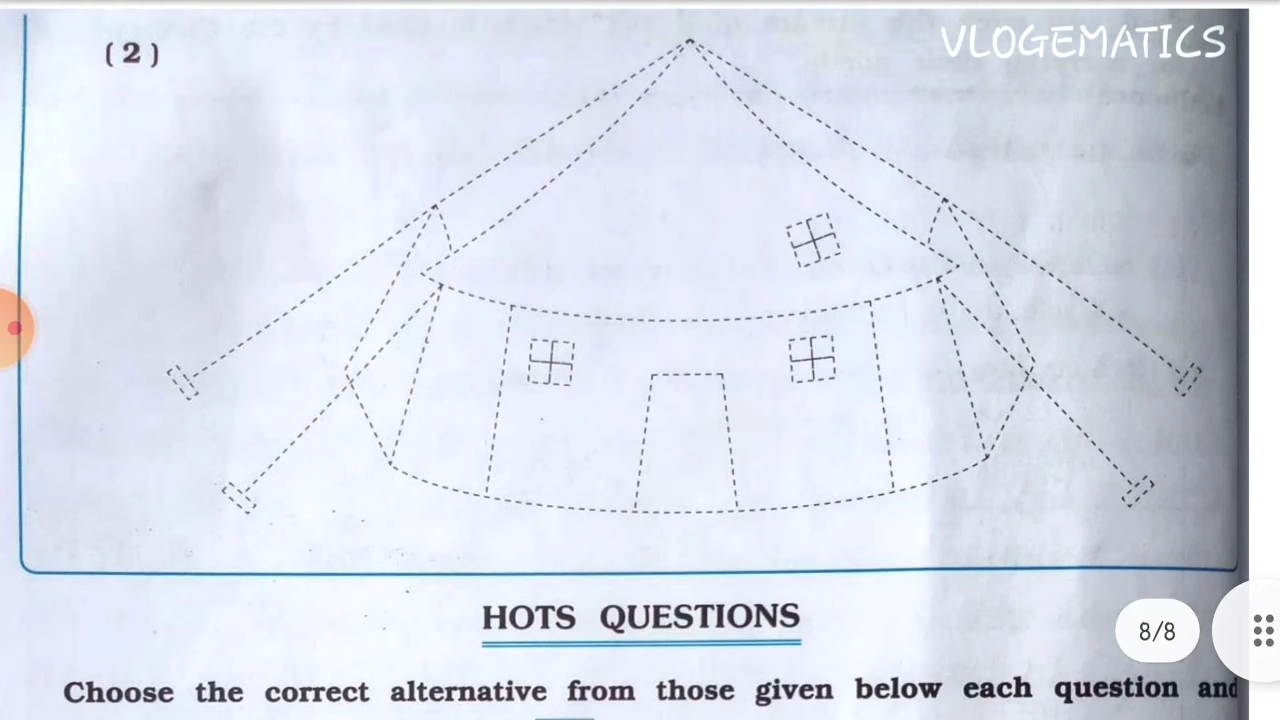 (2)
VLOGEMATICS
HOTS QUESTIONS
Choose the correct alternative from those given below each question and
8/8